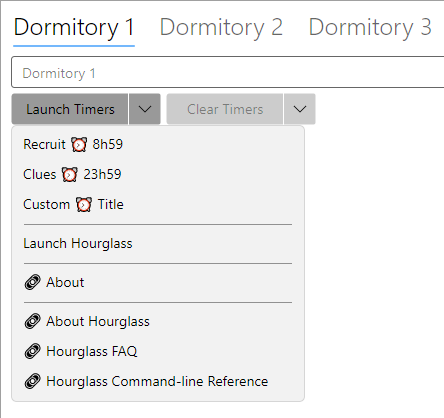 Dormitory 1 Dormitory 2 Dormitory 3
Dormitory 1
Launch Timers Clear Timers
Recruit ⏰ 8h59
Clues ⏰ 23h59
Custom ⏰ Title
Launch Hourglass
🔗 About
🔗 About Hourglass
🔗 Hourglass FAQ
🔗 Hourglass Command-line Reference